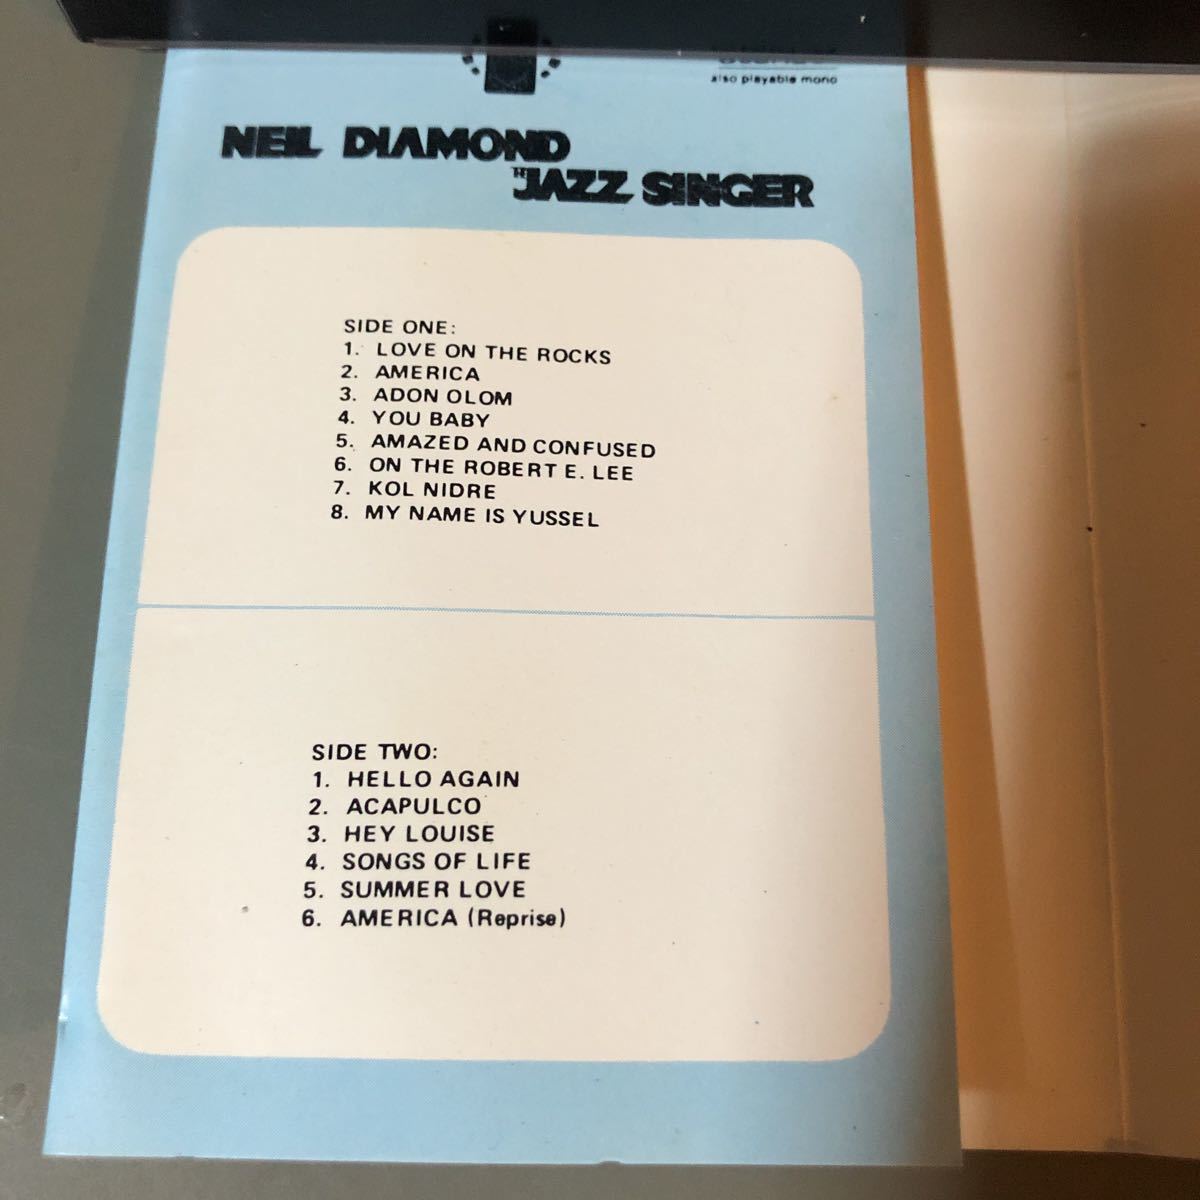 also playable mono
NEIL DIAMOND
THE JAZZ SINGER
SIDE ONE:
1. LOVE ON THE ROCKS
2. AMERICA
3. ADON OLOM
4. YOU BABY
5. AMAZED AND CONFUSED
6. ON THE ROBERT E. LEE
7. KOL NIDRE
8. MY NAME IS YUSSEL
SIDE TWO:
1. HELLO AGAIN
2. ACAPULCO
3. HEY LOUISE
4. SONGS OF LIFE
5. SUMMER LOVE
6. AMERICA (Reprise)